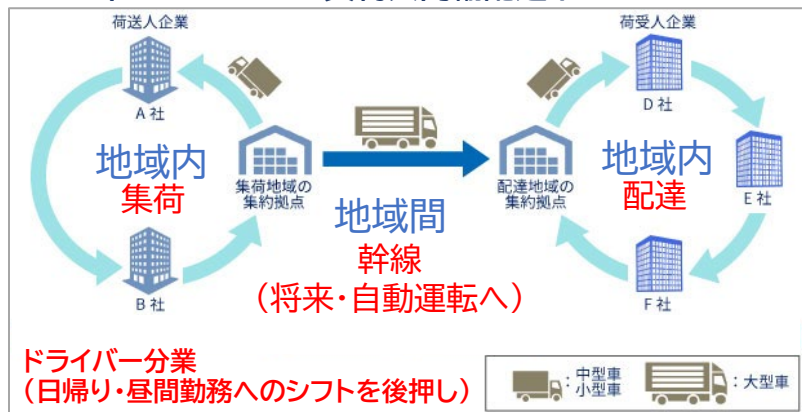 荷送人企業
荷受人企業
A 社
D 社
地域内
集荷
集荷地域の
集約拠点
配達地域の
集約拠点
地域内
配達
E 社
地域間
幹線
（将来・自動運転へ）
B 社
F 社
ドライバー分業
（日帰り・昼間勤務へのシフトを後押し）
：中型車
小型車
：大型車